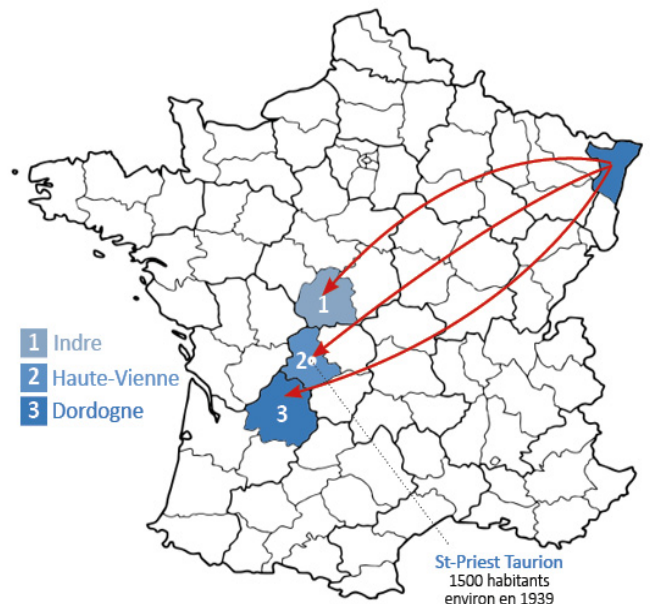 1
2
3
1 Indre
2 Haute-Vienne
3 Dordogne
St-Priest Taurion
1500 habitants
environ en 1939